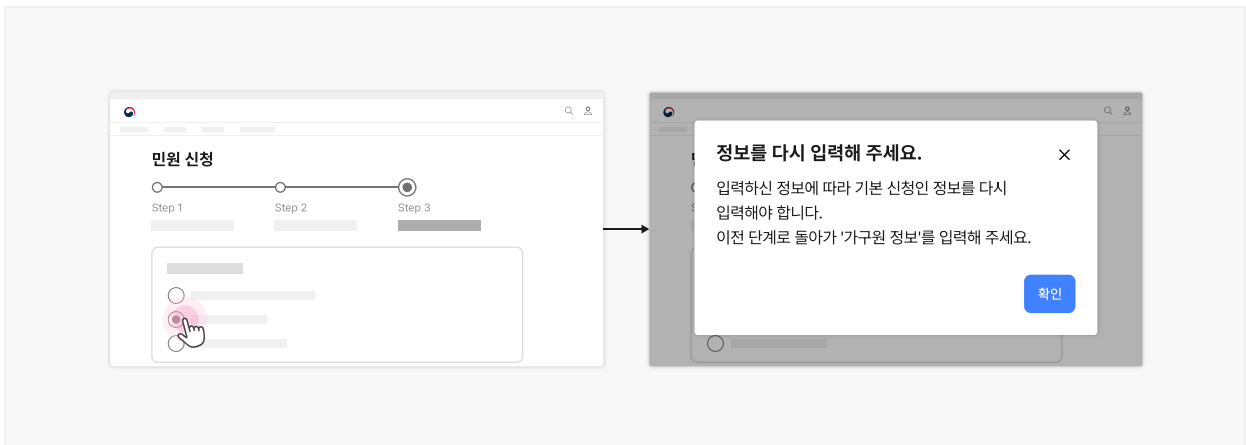 민원 신청
Step 1
Step 2
Step 3
정보를 다시 입력해 주세요.
입력하신 정보에 따라 기본 신청인 정보를 다시
입력해야 합니다.
이전 단계로 돌아가 '가구원 정보'를 입력해 주세요.
확인